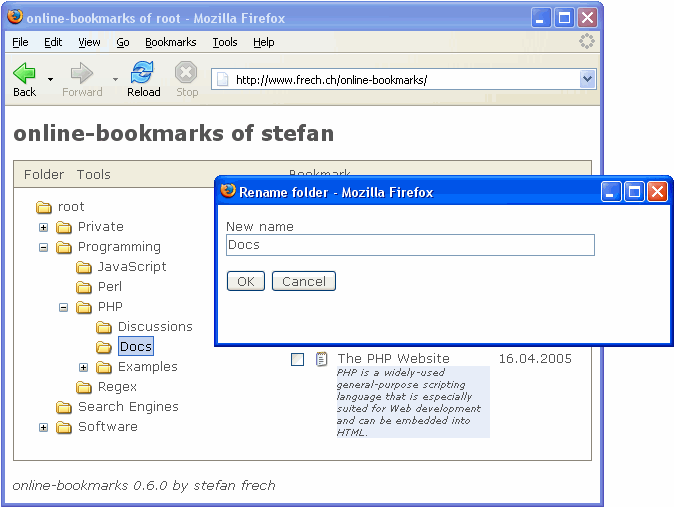 online-bookmarks of root - Mozilla Firefox
File Edit View Go Bookmarks Tools Help
Back Forward Reload Stop http://www.frech.ch/online-bookmarks/
online-bookmarks of stefan
Folder Tools Bookmark
Rename folder - Mozilla Firefox
New name
Docs
OK Cancel
root
Private
Programming
JavaScript
Perl
PHP
Discussions
Docs
Examples
Regex
Search Engines
Software
The PHP Website 16.04.2005
PHP is a widely-used
general-purpose scripting
language that is especially
suited for Web development
and can be embedded into
HTML.
online-bookmarks 0.6.0 by stefan frech